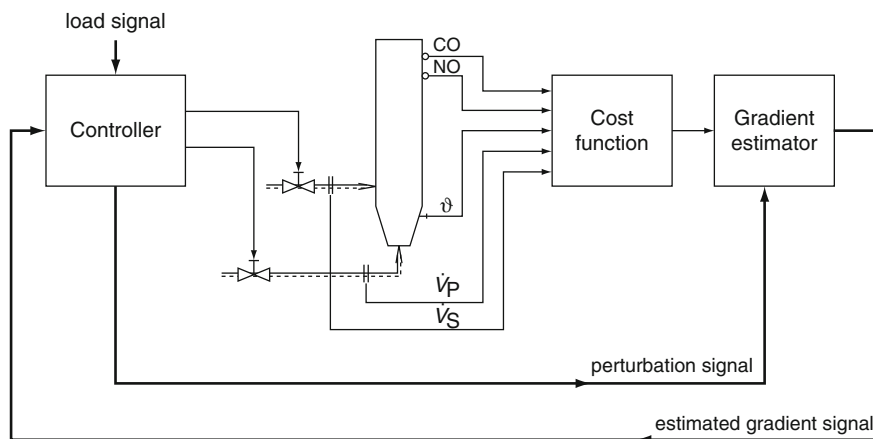 load signal
Controller
CO
NO
ϑ
V̇P
V̇S
Cost
function
Gradient
estimator
perturbation signal
estimated gradient signal